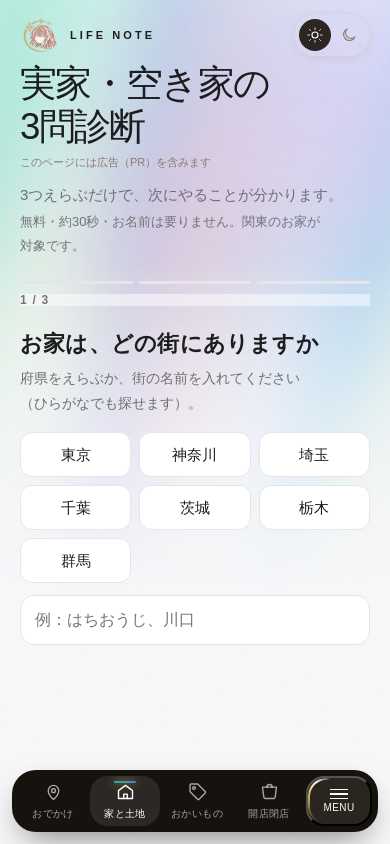 LIFE NOTE
実家・空き家の
3問診断
このページには広告（PR）を含みます
3つえらぶだけで、次にやることが分かります。
無料・約30秒・お名前は要りません。関東のお家が
対象です。
1 / 3
お家は、どの街にありますか
府県をえらぶか、街の名前を入れてください
（ひらがなでも探せます）。
東京 神奈川 埼玉
千葉 茨城 栃木
群馬
例：はちおうじ、川口
おでかけ 家と土地 おかいもの 開店閉店 MENU